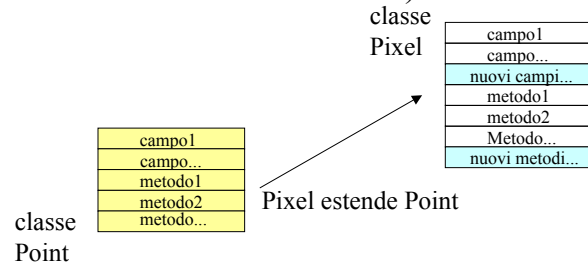 classe
Pixel
campo1
campo...
nuovi campi...
metodo1
metodo2
Metodo...
nuovi metodi...
campo1
campo...
metodo1
metodo2
metodo...
Pixel estende Point
classe
Point